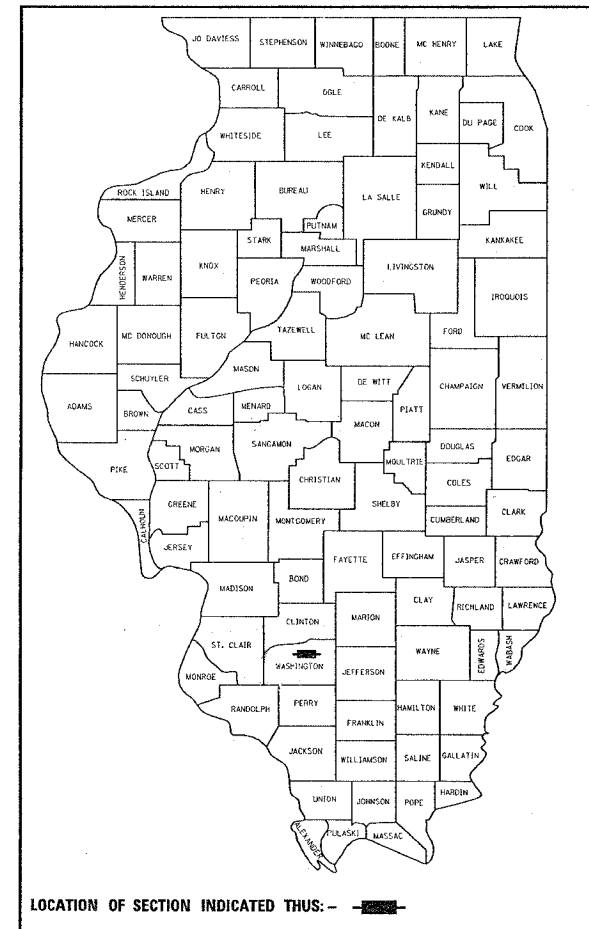 JO DAVIESS STEPHENSON WINNEBAGO BOONE MC HENRY LAKE
CARROLL OGLE
DE KALB KANE DU PAGE COOK
WHITESIDE LEE
KENDALL
ROCK ISLAND HENRY BUREAU LA SALLE WILL
MERCER PUTNAM GRUNDY
STARK MARSHALL KANKAKEE
HENDERSON WARREN KNOX PEORIA WOODFORD LIVINGSTON
IROQUOIS
HANCOCK MC DONOUGH FULTON TAZEWELL MC LEAN FORD
MASON
SCHUYLER LOGAN DE WITT CHAMPAIGN VERMILION
ADAMS BROWN CASS MENARD PIATT
MACON
MORGAN SANGAMON DOUGLAS
PIKE SCOTT CHRISTIAN MOULTRIE COLES EDGAR
GREENE SHELBY
CALHOUN MACOUPIN MONTGOMERY CUMBERLAND CLARK
JERSEY
FAYETTE EFFINGHAM JASPER CRAWFORD
MADISON BOND
CLAY RICHLAND LAWRENCE
CLINTON MARION
ST. CLAIR WAYNE EDWARDS WABASH
WASHINGTON JEFFERSON
MONROE
RANDOLPH PERRY HAMILTON WHITE
FRANKLIN
JACKSON WILLIAMSON SALINE GALLATIN
HARDIN
UNION JOHNSON POPE
ALEXANDER PULASKI MASSAC
LOCATION OF SECTION INDICATED THUS: –